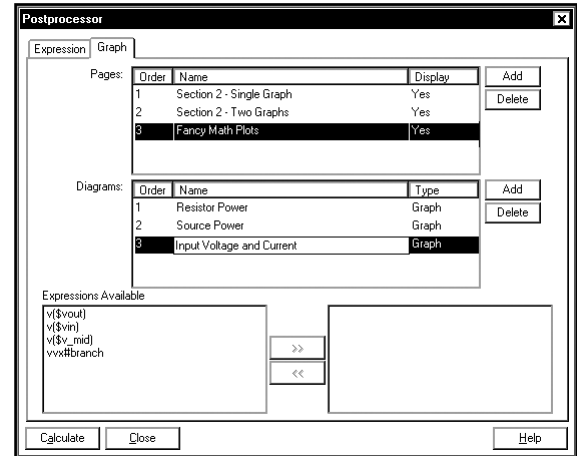 Postprocessor
Expression Graph
Pages: Order Name Display Add
1 Section 2 - Single Graph Yes Delete
2 Section 2 - Two Graphs Yes
3 Fancy Math Plots Yes
Diagrams: Order Name Type Add
1 Resistor Power Graph Delete
2 Source Power Graph
3 Input Voltage and Current Graph
Expressions Available
v($vout)
v($vin)
v($v_mid)
vvx#branch
>>
<<
Calculate Close Help